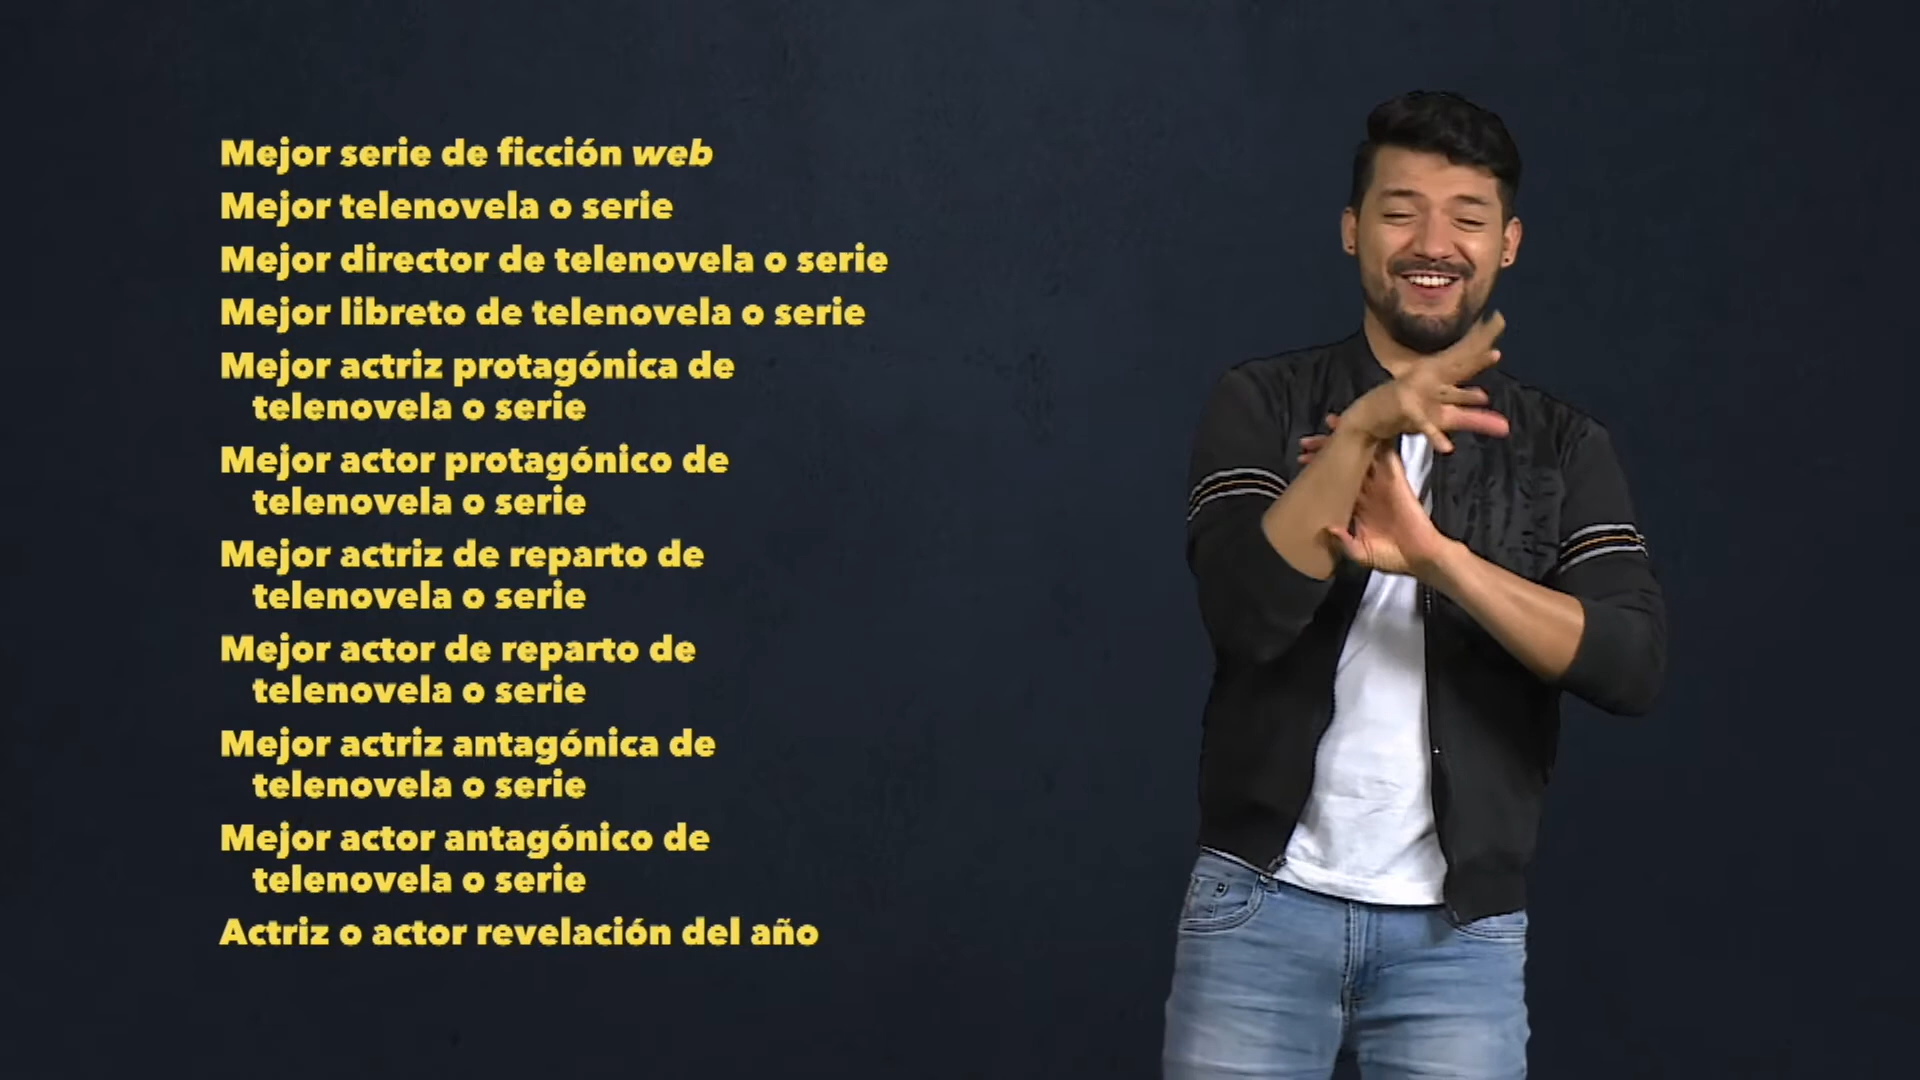 Mejor serie de ficción web
Mejor telenovela o serie
Mejor director de telenovela o serie
Mejor libreto de telenovela o serie
Mejor actriz protagónica de
telenovela o serie
Mejor actor protagónico de
telenovela o serie
Mejor actriz de reparto de
telenovela o serie
Mejor actor de reparto de
telenovela o serie
Mejor actriz antagónica de
telenovela o serie
Mejor actor antagónico de
telenovela o serie
Actriz o actor revelación del año